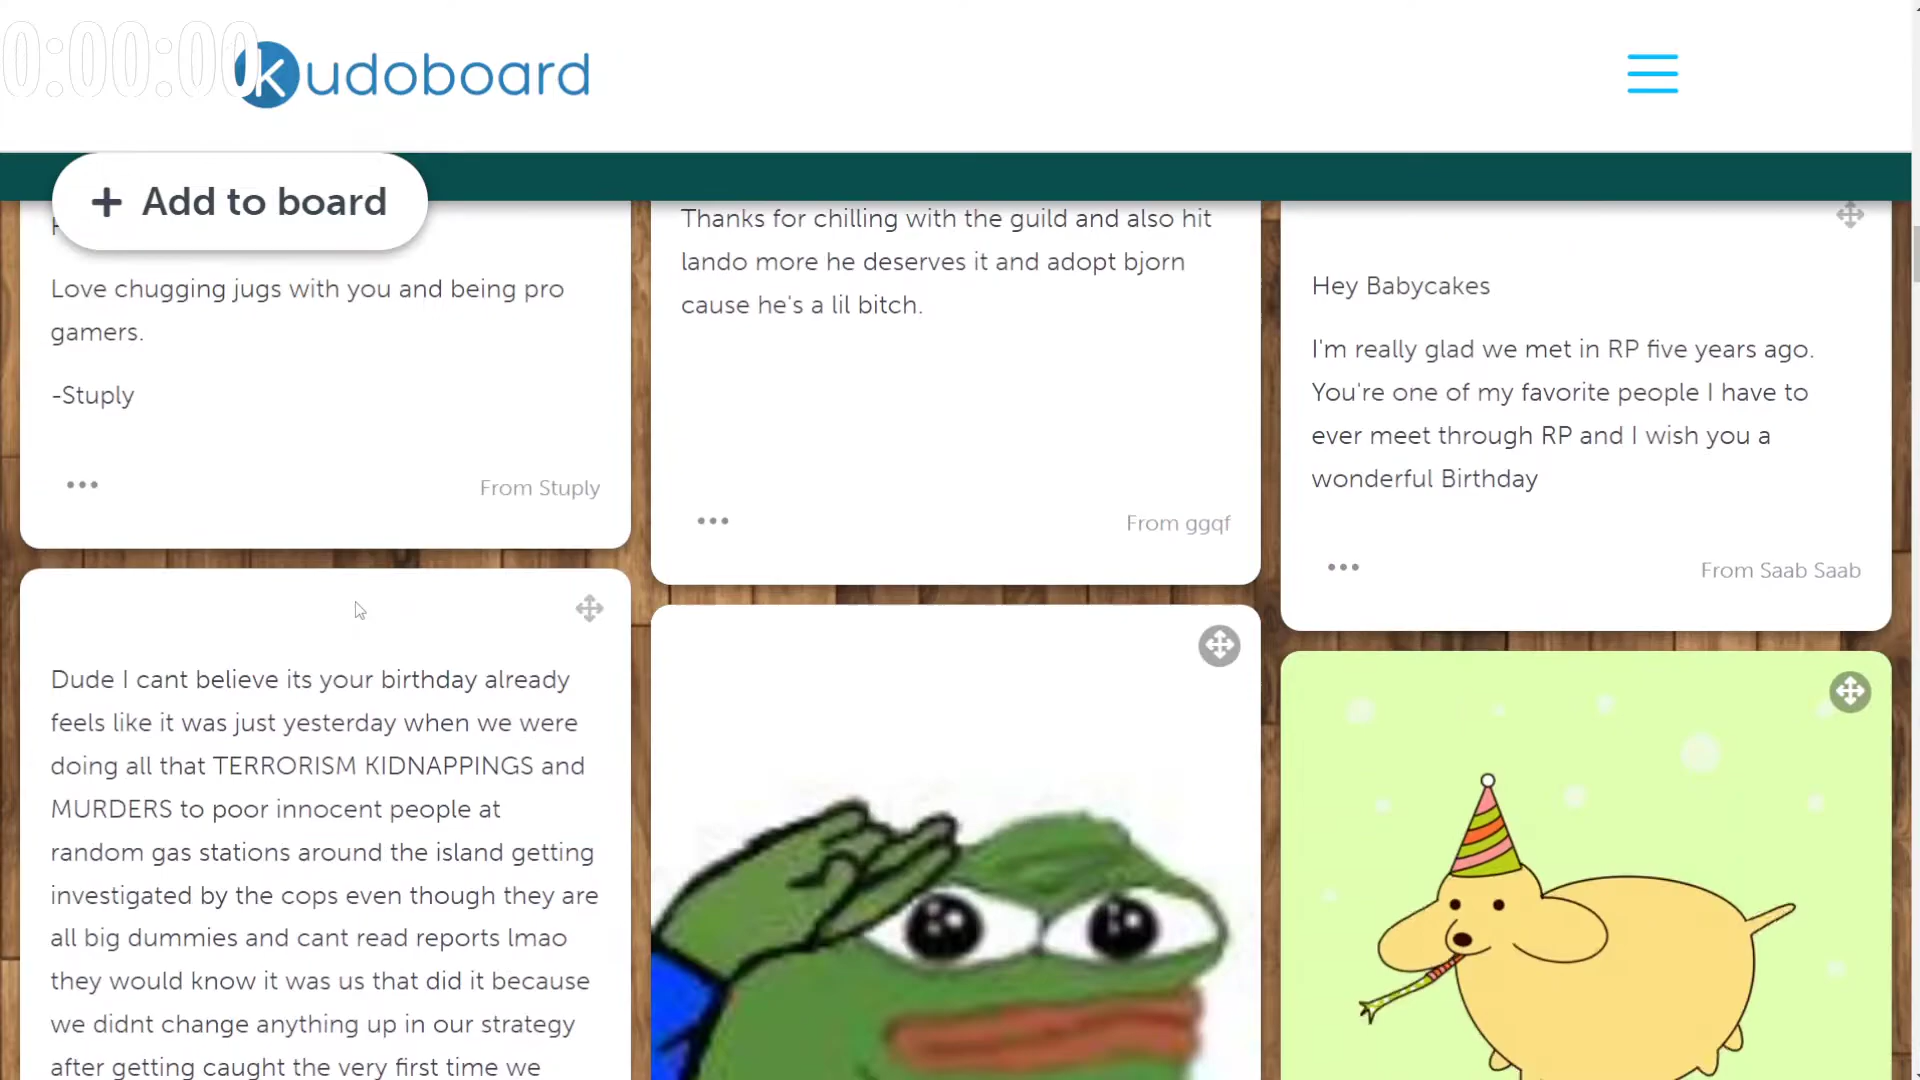 0:00:00
kudoboard
+ Add to board
Love chugging jugs with you and being pro
gamers.
-Stuply
From Stuply
Dude I cant believe its your birthday already
feels like it was just yesterday when we were
doing all that TERRORISM KIDNAPPINGS and
MURDERS to poor innocent people at
random gas stations around the island getting
investigated by the cops even though they are
all big dummies and cant read reports lmao
they would know it was us that did it because
we didnt change anything up in our strategy
after getting caught the very first time we
Thanks for chilling with the guild and also hit
lando more he deserves it and adopt bjorn
cause he's a lil bitch.
From ggqf
Hey Babycakes
I'm really glad we met in RP five years ago.
You're one of my favorite people I have to
ever meet through RP and I wish you a
wonderful Birthday
From Saab Saab